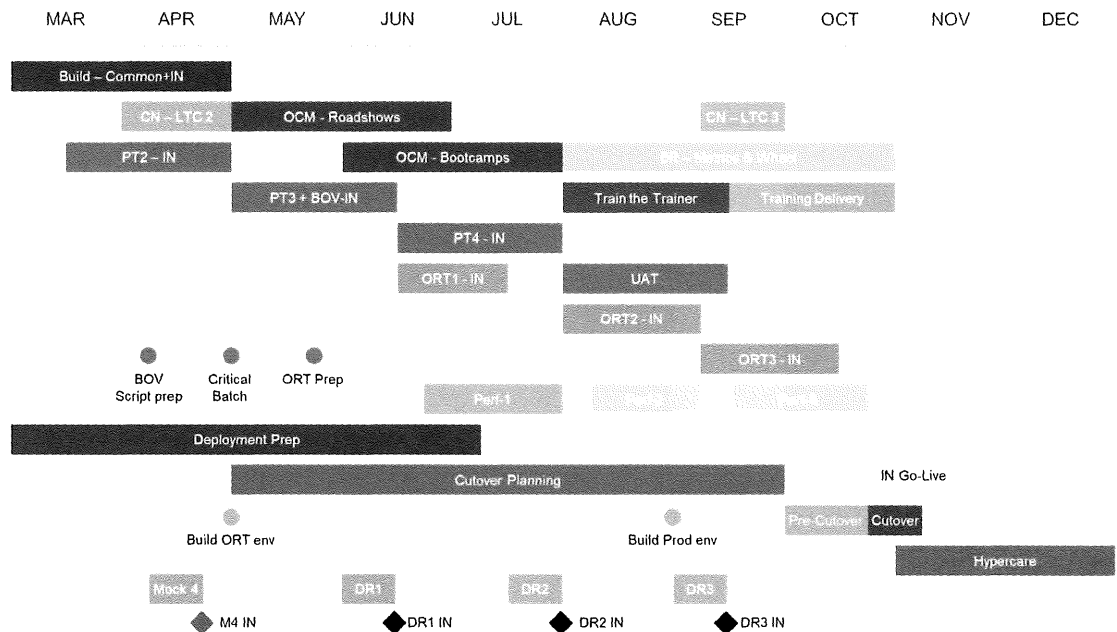 MAR APR MAY JUN JUL AUG SEP OCT NOV DEC
Build – Common+IN
CN – LTC 2 OCM - Roadshows CN – LTC 3
PT2 – IN OCM - Bootcamps
PT3 + BOV-IN Train the Trainer Training Delivery
PT4 - IN
ORT1 - IN UAT
ORT2 - IN
ORT3 - IN
BOV
Script prep
Critical
Batch
ORT Prep
Perf-1
Deployment Prep
Cutover Planning IN Go-Live
Build ORT env Build Prod env Pre-Cutover Cutover
Hypercare
Mock 4 DR1 DR2 DR3
M4 IN DR1 IN DR2 IN DR3 IN